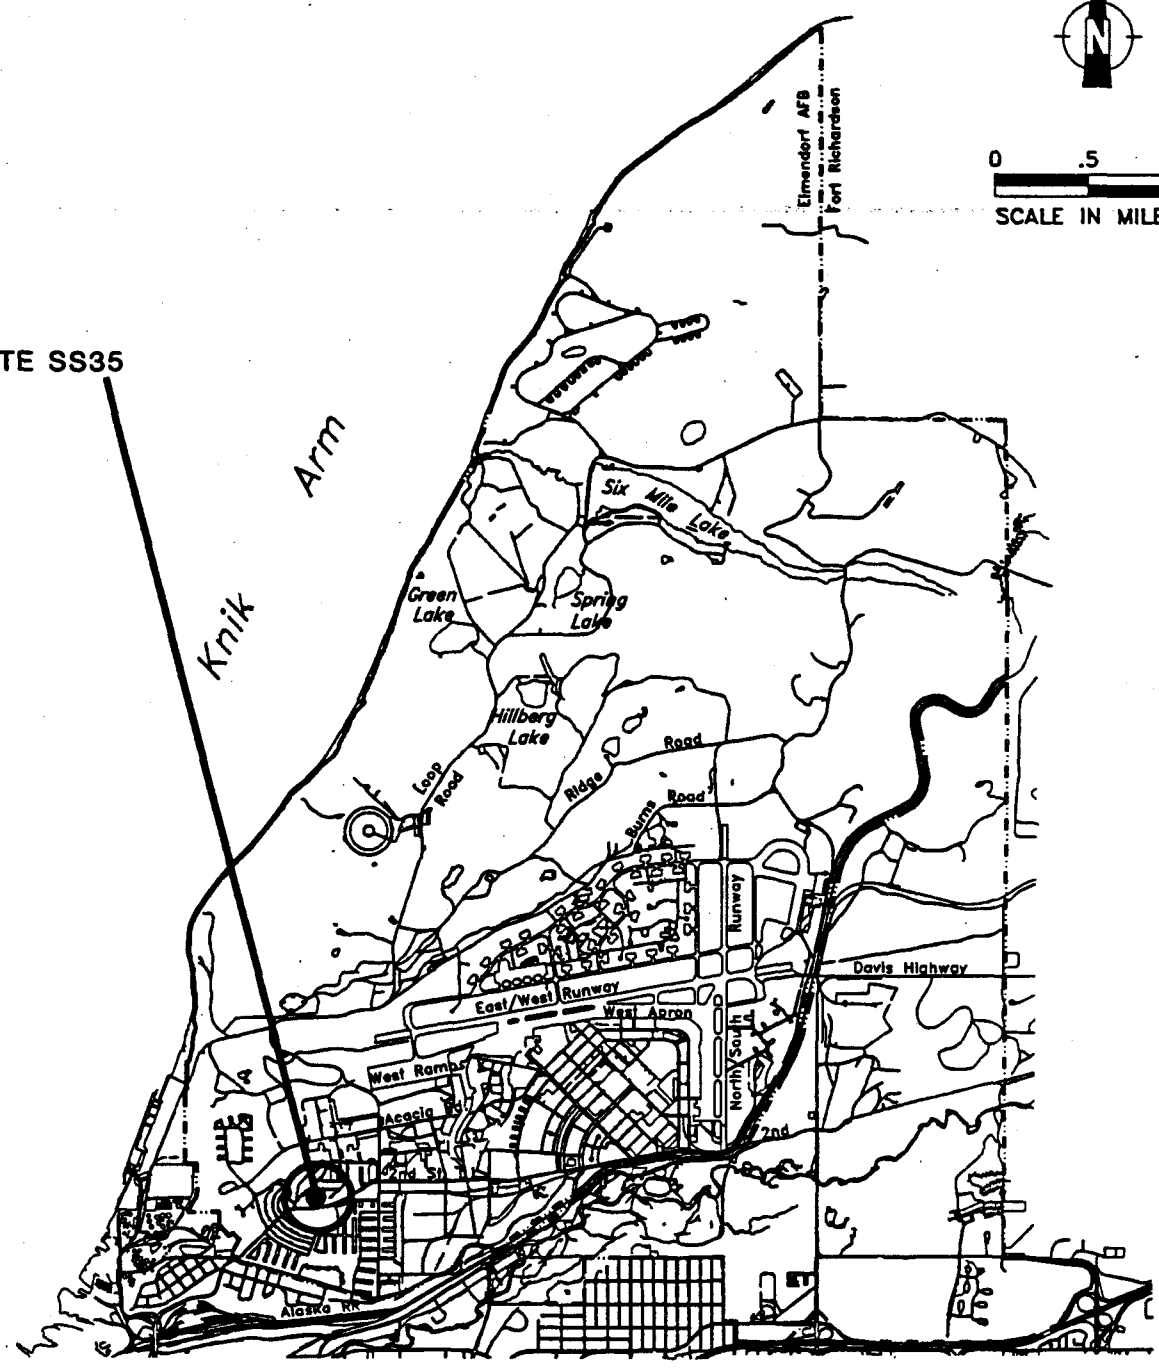 N
Elmendorf AFB
Fort Richardson
0 .5
SCALE IN MILE
TE SS35
Knik Arm
Six Mile Lake
Green
Lake
Spring
Lake
Hillberg
Lake
Loop
Road
Ridge Road
Burns Road
Runway
Davis Highway
East/West Runway
West Apron
North/South
West Ramp
Acacia Rd
2nd
2nd St
Alaska RR